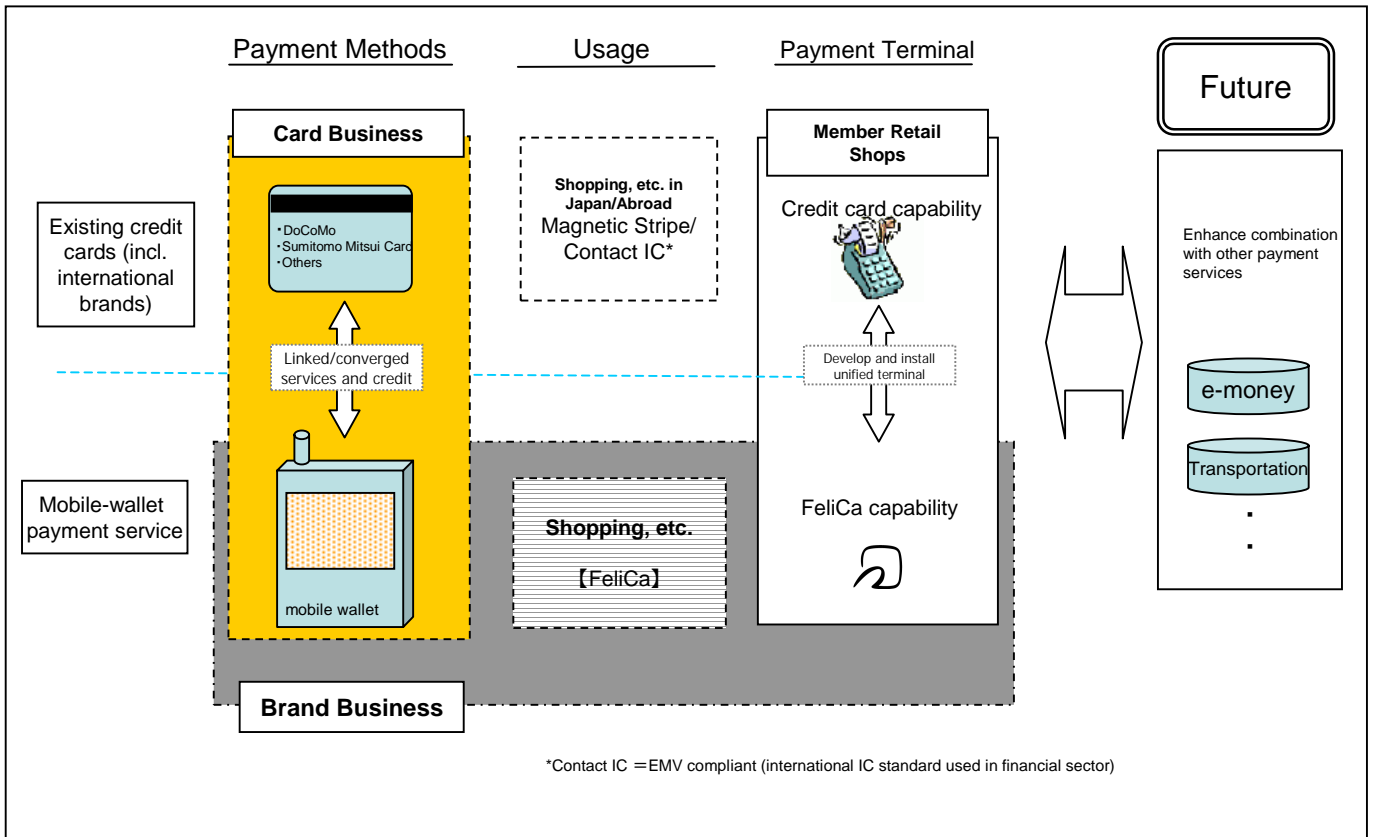 Payment Methods
Usage
Payment Terminal
Future
Card Business
Member Retail
Shops
Existing credit
cards (incl.
international
brands)
・DoCoMo
・Sumitomo Mitsui Card
・Others
Shopping, etc. in
Japan/Abroad
Magnetic Stripe/
Contact IC*
Credit card capability
Enhance combination
with other payment
services
Linked/converged
services and credit
Develop and install
unified terminal
e-money
Transportation
・
・
Mobile-wallet
payment service
mobile wallet
Shopping, etc.
【FeliCa】
FeliCa capability
Brand Business
*Contact IC ＝EMV compliant (international IC standard used in financial sector)